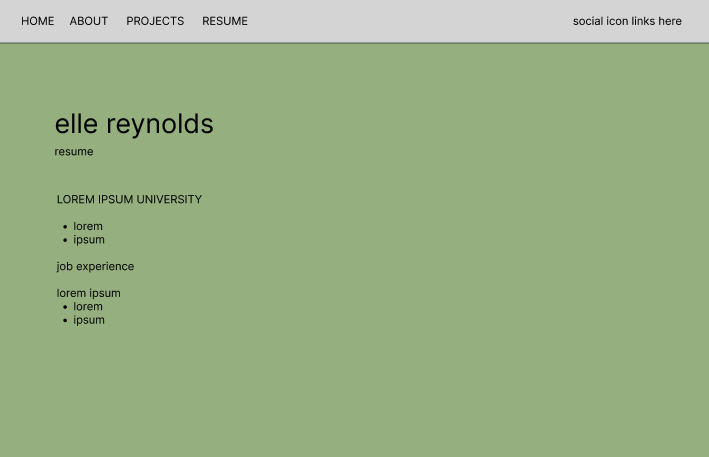 HOME ABOUT PROJECTS RESUME social icon links here
elle reynolds
resume
LOREM IPSUM UNIVERSITY
• lorem
• ipsum
job experience
lorem ipsum
• lorem
• ipsum